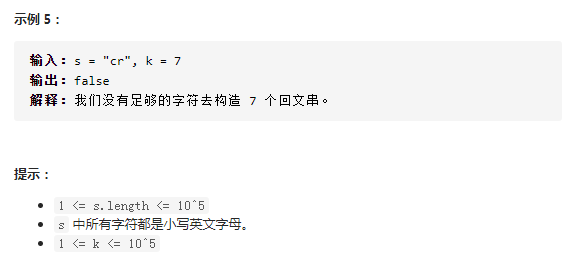 示例 5：
输入：s = "cr", k = 7
输出：false
解释：我们没有足够的字符去构造 7 个回文串。
提示：
1 <= s.length <= 10^5
s 中所有字符都是小写英文字母。
1 <= k <= 10^5